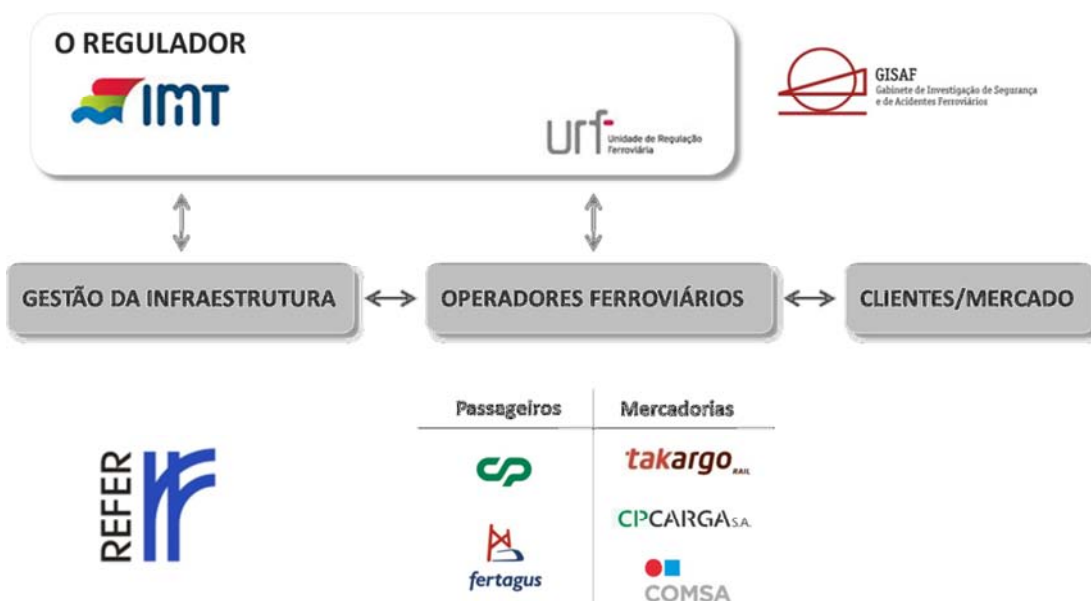 O REGULADOR
IMT
urf
Unidade de Regulação
Ferroviária
GISAF
Gabinete de Investigação de Segurança
e de Acidentes Ferroviários
GESTÃO DA INFRAESTRUTURA
OPERADORES FERROVIÁRIOS
CLIENTES/MERCADO
Passageiros
Mercadorias
REFER
CP
takargo
RAIL
CPCARGA S.A.
fertagus
COMSA